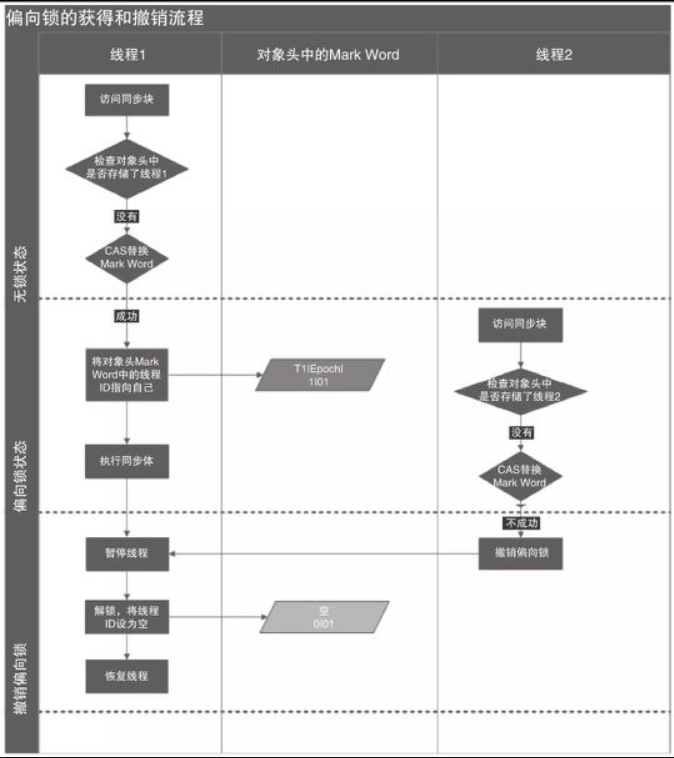 偏向锁的获得和撤销流程
线程1
对象头中的Mark Word
线程2
无锁状态
访问同步块
检查对象头中
是否存储了线程1
没有
CAS替换
Mark Word
偏向锁状态
成功
将对象头Mark
Word中的线程
ID指向自己
T1|Epoch|
1|01
执行同步体
访问同步块
检查对象头中
是否存储了线程2
没有
CAS替换
Mark Word
不成功
撤销偏向锁
撤销偏向锁
暂停线程
解锁，将线程
ID设为空
空
0|01
恢复线程